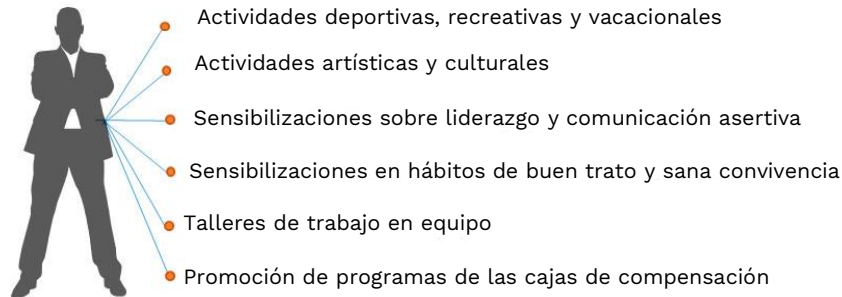 Actividades deportivas, recreativas y vacacionales
Actividades artísticas y culturales
Sensibilizaciones sobre liderazgo y comunicación asertiva
Sensibilizaciones en hábitos de buen trato y sana convivencia
Talleres de trabajo en equipo
Promoción de programas de las cajas de compensación